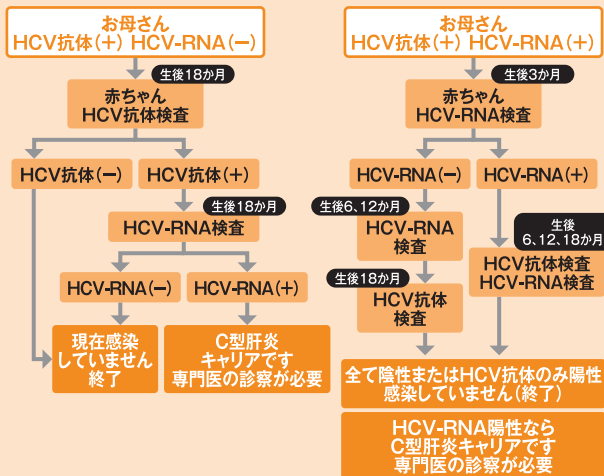 お母さん
HCV抗体(+) HCV-RNA(−)
生後18か月
赤ちゃん
HCV抗体検査
HCV抗体(−)
HCV抗体(+)
生後18か月
HCV-RNA検査
HCV-RNA(−)
HCV-RNA(+)
現在感染
していません
終了
C型肝炎
キャリアです
専門医の診察が必要
お母さん
HCV抗体(+) HCV-RNA(+)
生後3か月
赤ちゃん
HCV-RNA検査
HCV-RNA(−)
HCV-RNA(+)
生後6、12か月
HCV-RNA
検査
生後18か月
HCV抗体
検査
生後
6、12、18か月
HCV抗体検査
HCV-RNA検査
全て陰性またはHCV抗体のみ陽性
感染していません(終了)
HCV-RNA陽性なら
C型肝炎キャリアです
専門医の診察が必要